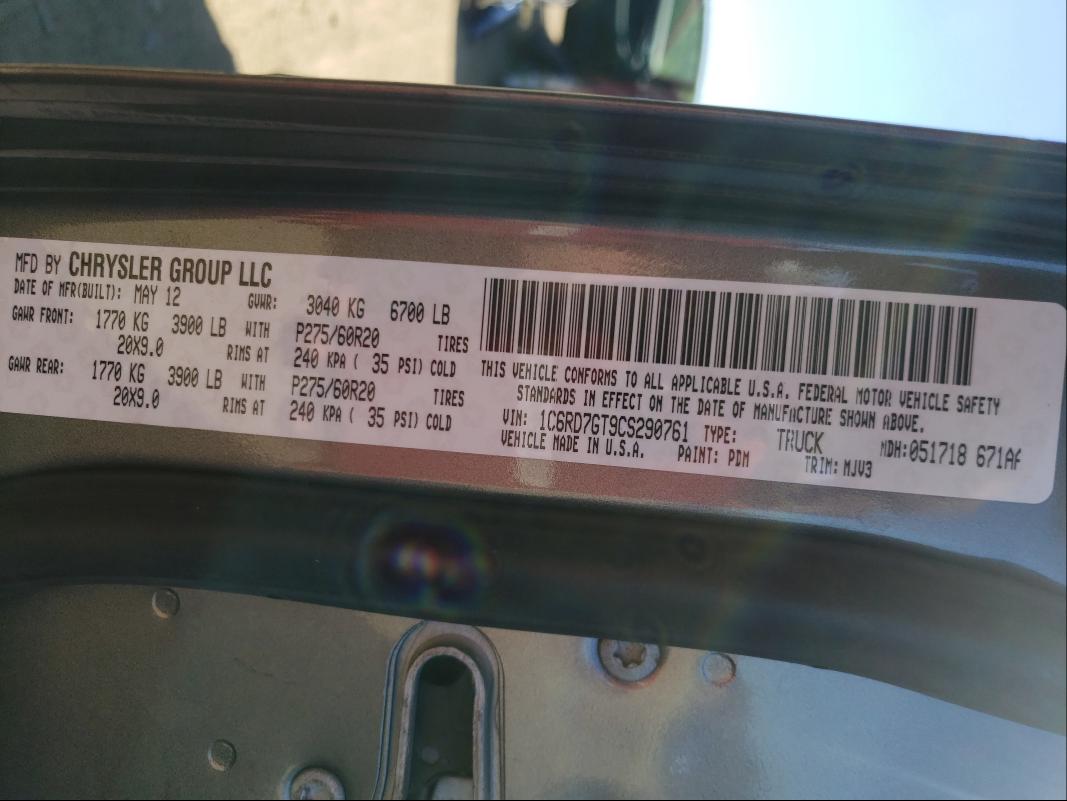 MFD BY CHRYSLER GROUP LLC
DATE OF MFR(BUILT): MAY 12 GVWR: 3040 KG 6700 LB
GAWR FRONT: 1770 KG 3900 LB WITH P275/60R20 TIRES
20X9.0 RIMS AT 240 KPA ( 35 PSI) COLD
GAWR REAR: 1770 KG 3900 LB WITH P275/60R20 TIRES
20X9.0 RIMS AT 240 KPA ( 35 PSI) COLD
THIS VEHICLE CONFORMS TO ALL APPLICABLE U.S.A. FEDERAL MOTOR VEHICLE SAFETY
STANDARDS IN EFFECT ON THE DATE OF MANUFACTURE SHOWN ABOVE.
VIN: 1C6RD7GT9CS290761 TYPE: TRUCK MDH:051718 671AA
VEHICLE MADE IN U.S.A. PAINT: PDM TRIM: MJV3